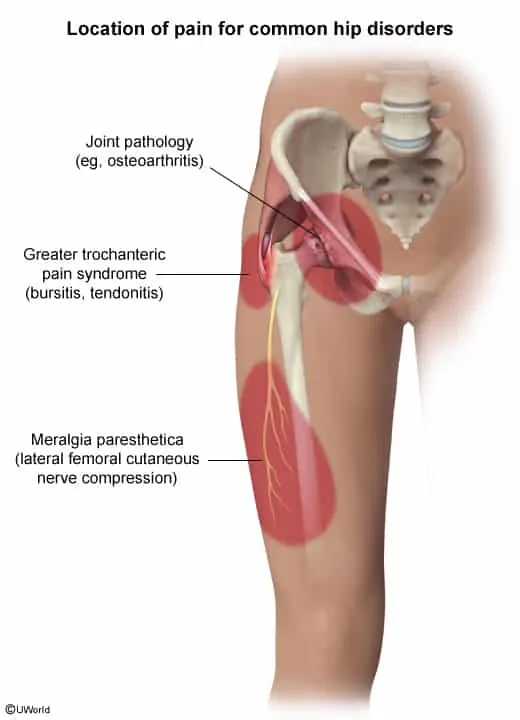 Location of pain for common hip disorders
Joint pathology
(eg, osteoarthritis)
Greater trochanteric
pain syndrome
(bursitis, tendonitis)
Meralgia paresthetica
(lateral femoral cutaneous
nerve compression)
©UWorld